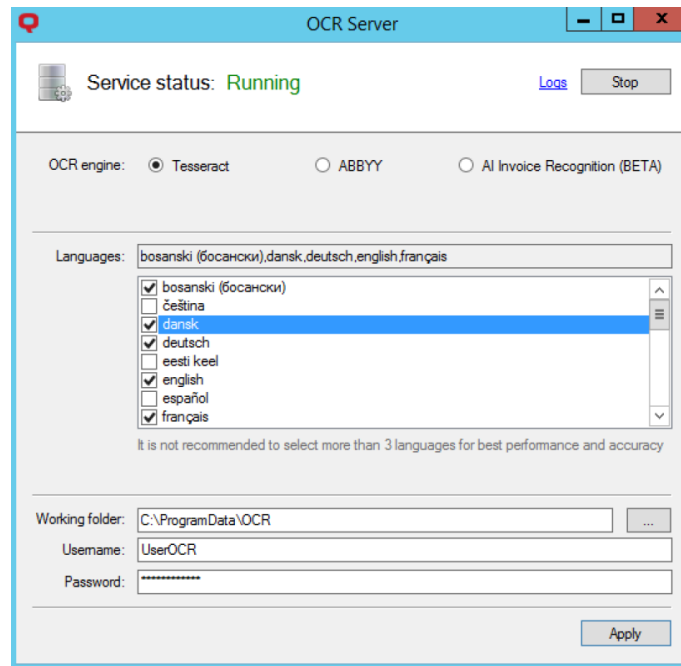 OCR Server
Service status: Running Logs Stop
OCR engine: Tesseract ABBYY AI Invoice Recognition (BETA)
Languages: bosanski (босански),dansk,deutsch,english,français
bosanski (босански)
čeština
dansk
deutsch
eesti keel
english
español
français
It is not recommended to select more than 3 languages for best performance and accuracy
Working folder: C:\ProgramData\OCR ...
Username: UserOCR
Password: ************
Apply